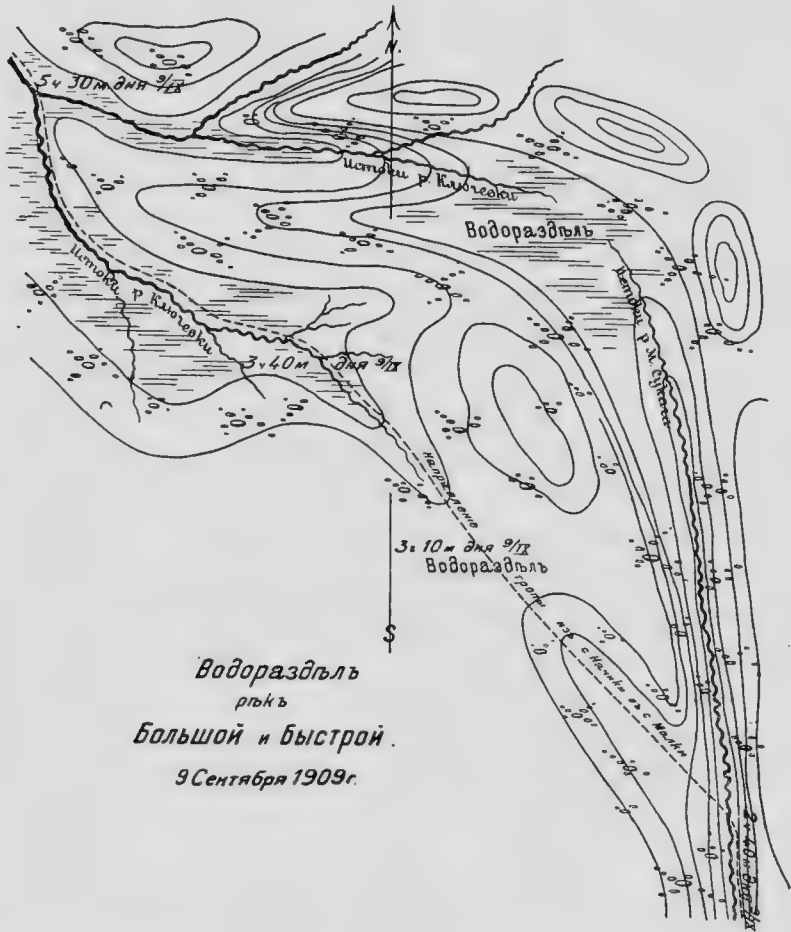 N.
5 ч 30 м. дня 9/IX
Истоки р. Ключевки
Водораздѣлъ
Истоки р. Ключевки
Истоки р. М. Сукача
3 ч 40 м дня 9/IX
направленіе тропы изъ с Начики въ с Малки
3 ч 10 м дня 9/IX
Водораздѣлъ
S
Водораздѣлъ
рѣкъ
Большой и Быстрой.
9 Сентября 1909 г.
2 ч 40 м дня 9/IX